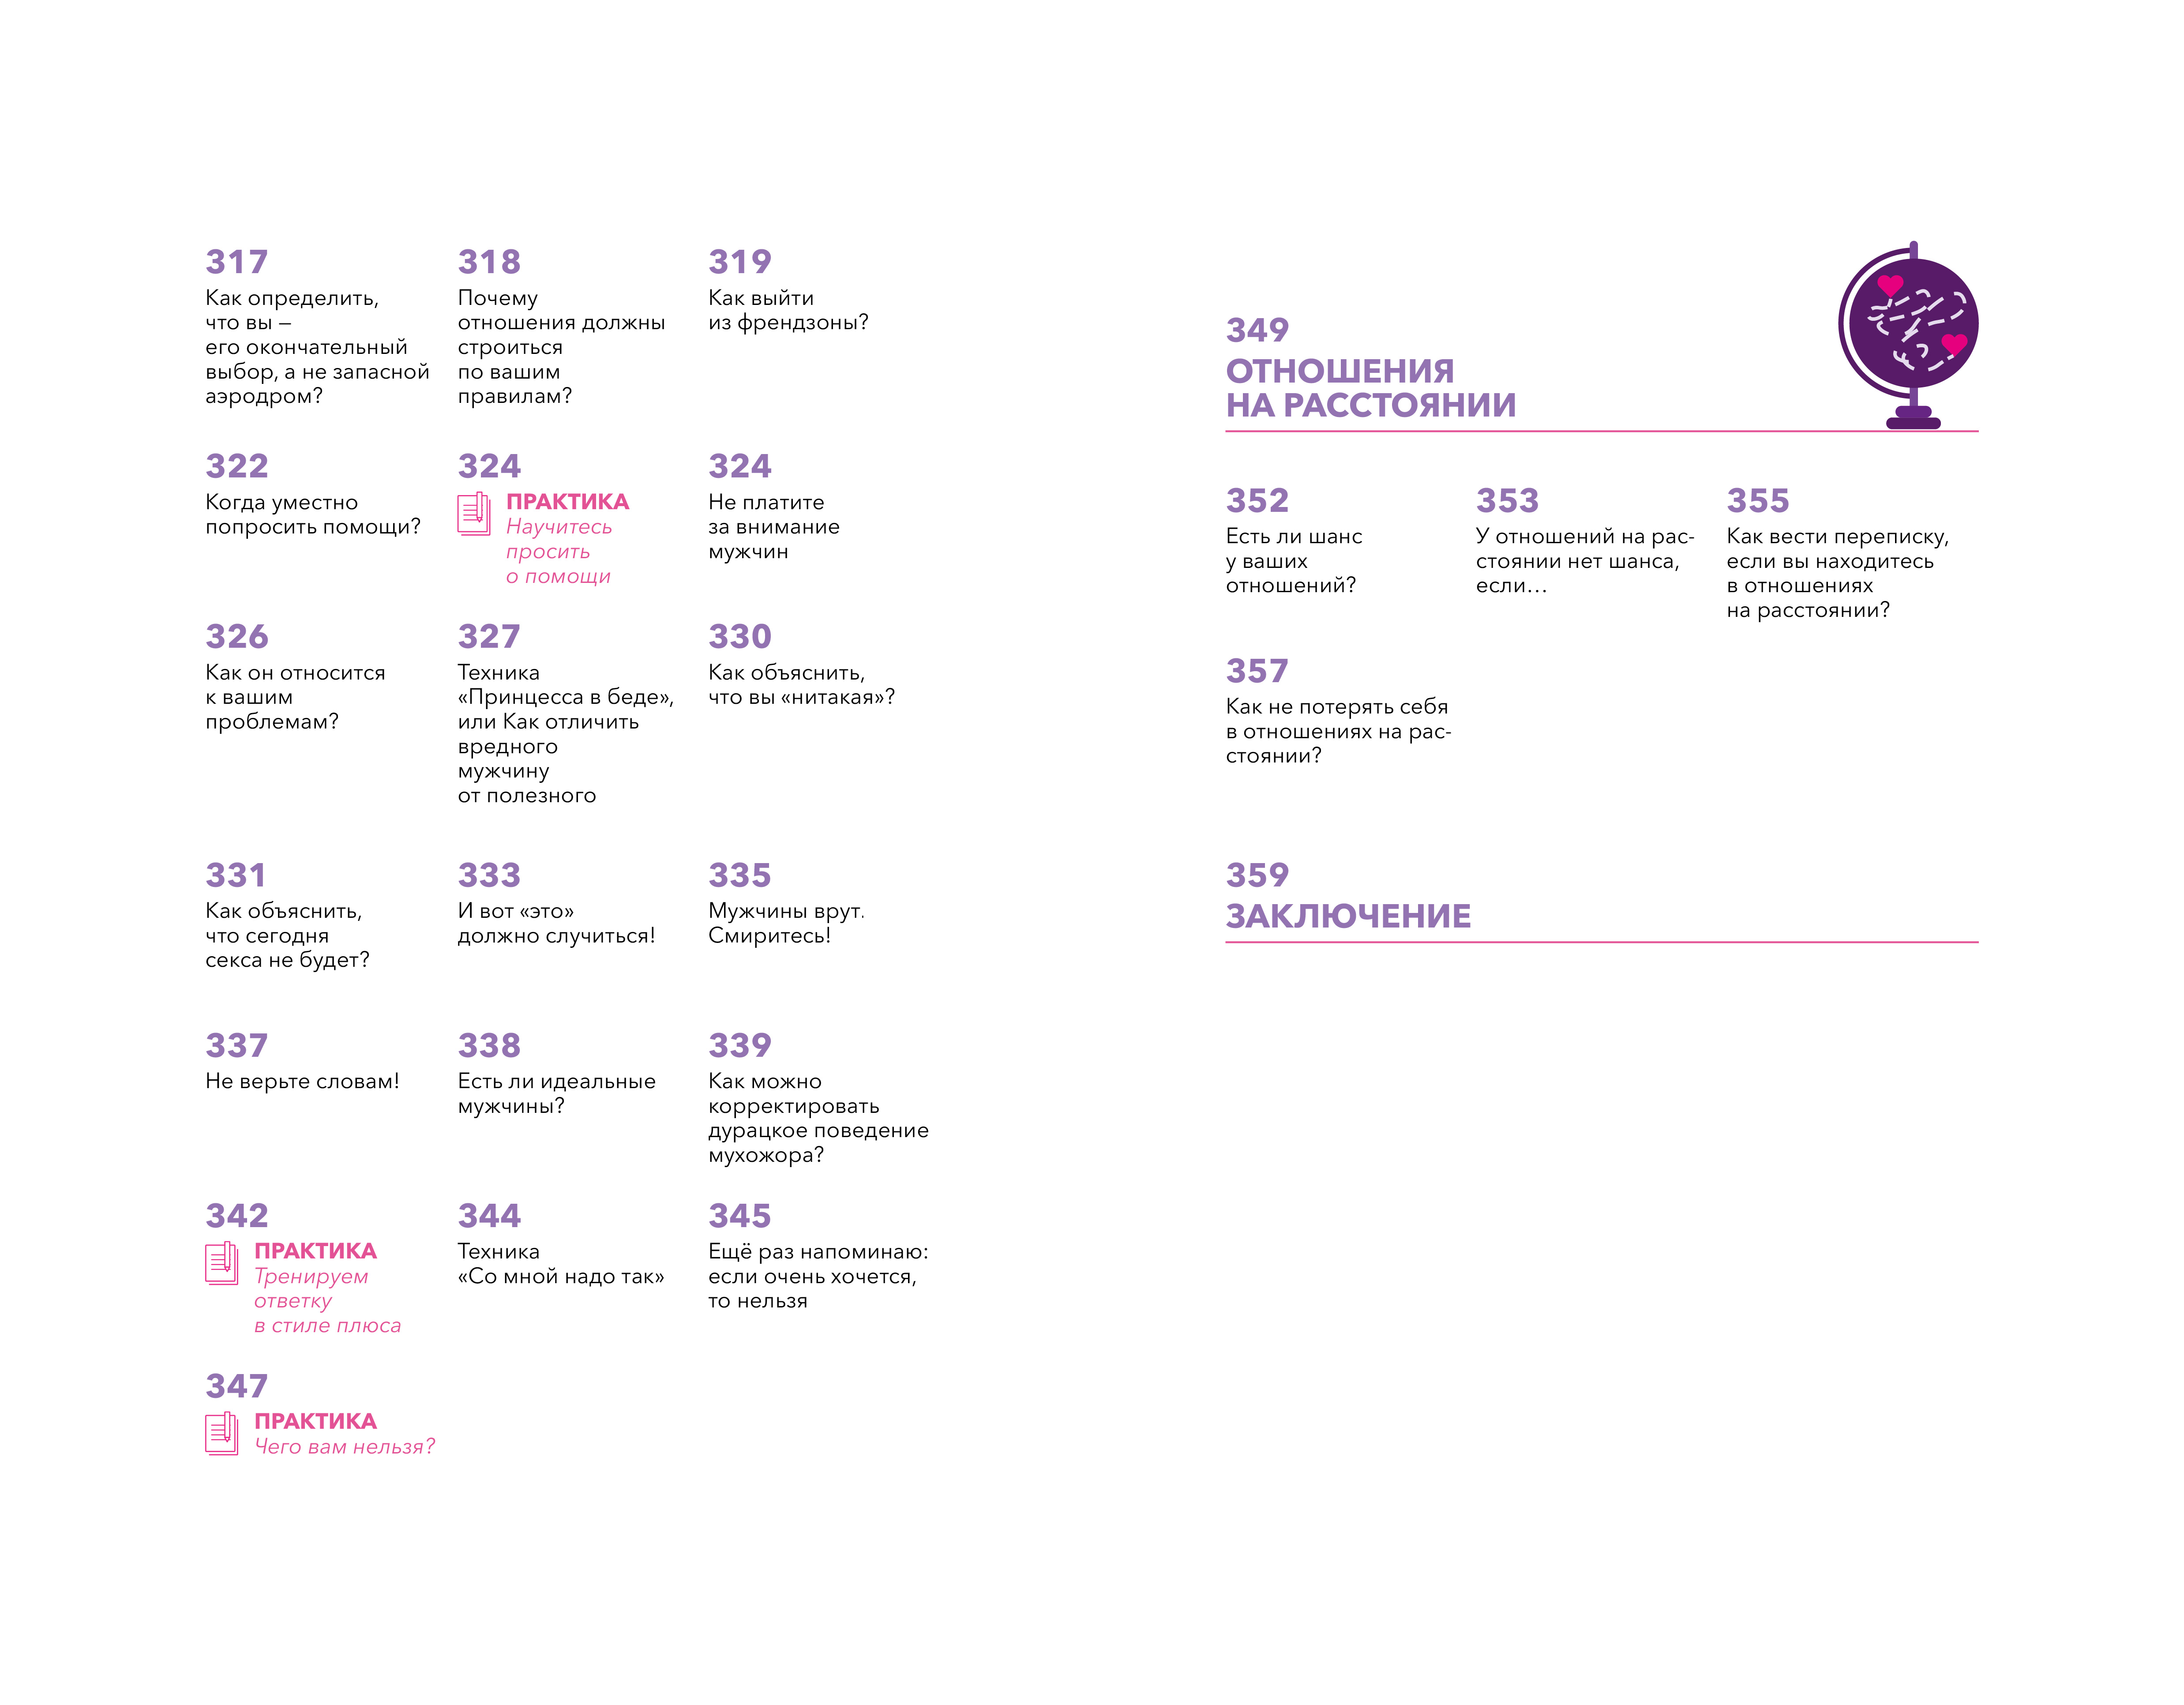 317
Как определить,
что вы —
его окончательный
выбор, а не запасной
аэродром?
318
Почему
отношения должны
строиться
по вашим
правилам?
319
Как выйти
из френдзоны?
322
Когда уместно
попросить помощи?
324
ПРАКТИКА
Научитесь
просить
о помощи
324
Не платите
за внимание
мужчин
326
Как он относится
к вашим
проблемам?
327
Техника
«Принцесса в беде»,
или Как отличить
вредного
мужчину
от полезного
330
Как объяснить,
что вы «нитакая»?
331
Как объяснить,
что сегодня
секса не будет?
333
И вот «это»
должно случиться!
335
Мужчины врут.
Смиритесь!
337
Не верьте словам!
338
Есть ли идеальные
мужчины?
339
Как можно
корректировать
дурацкое поведение
мухожора?
342
ПРАКТИКА
Тренируем
ответку
в стиле плюса
344
Техника
«Со мной надо так»
345
Ещё раз напоминаю:
если очень хочется,
то нельзя
347
ПРАКТИКА
Чего вам нельзя?
349
ОТНОШЕНИЯ
НА РАССТОЯНИИ
352
Есть ли шанс
у ваших
отношений?
353
У отношений на рас-
стоянии нет шанса,
если…
355
Как вести переписку,
если вы находитесь
в отношениях
на расстоянии?
357
Как не потерять себя
в отношениях на рас-
стоянии?
359
ЗАКЛЮЧЕНИЕ